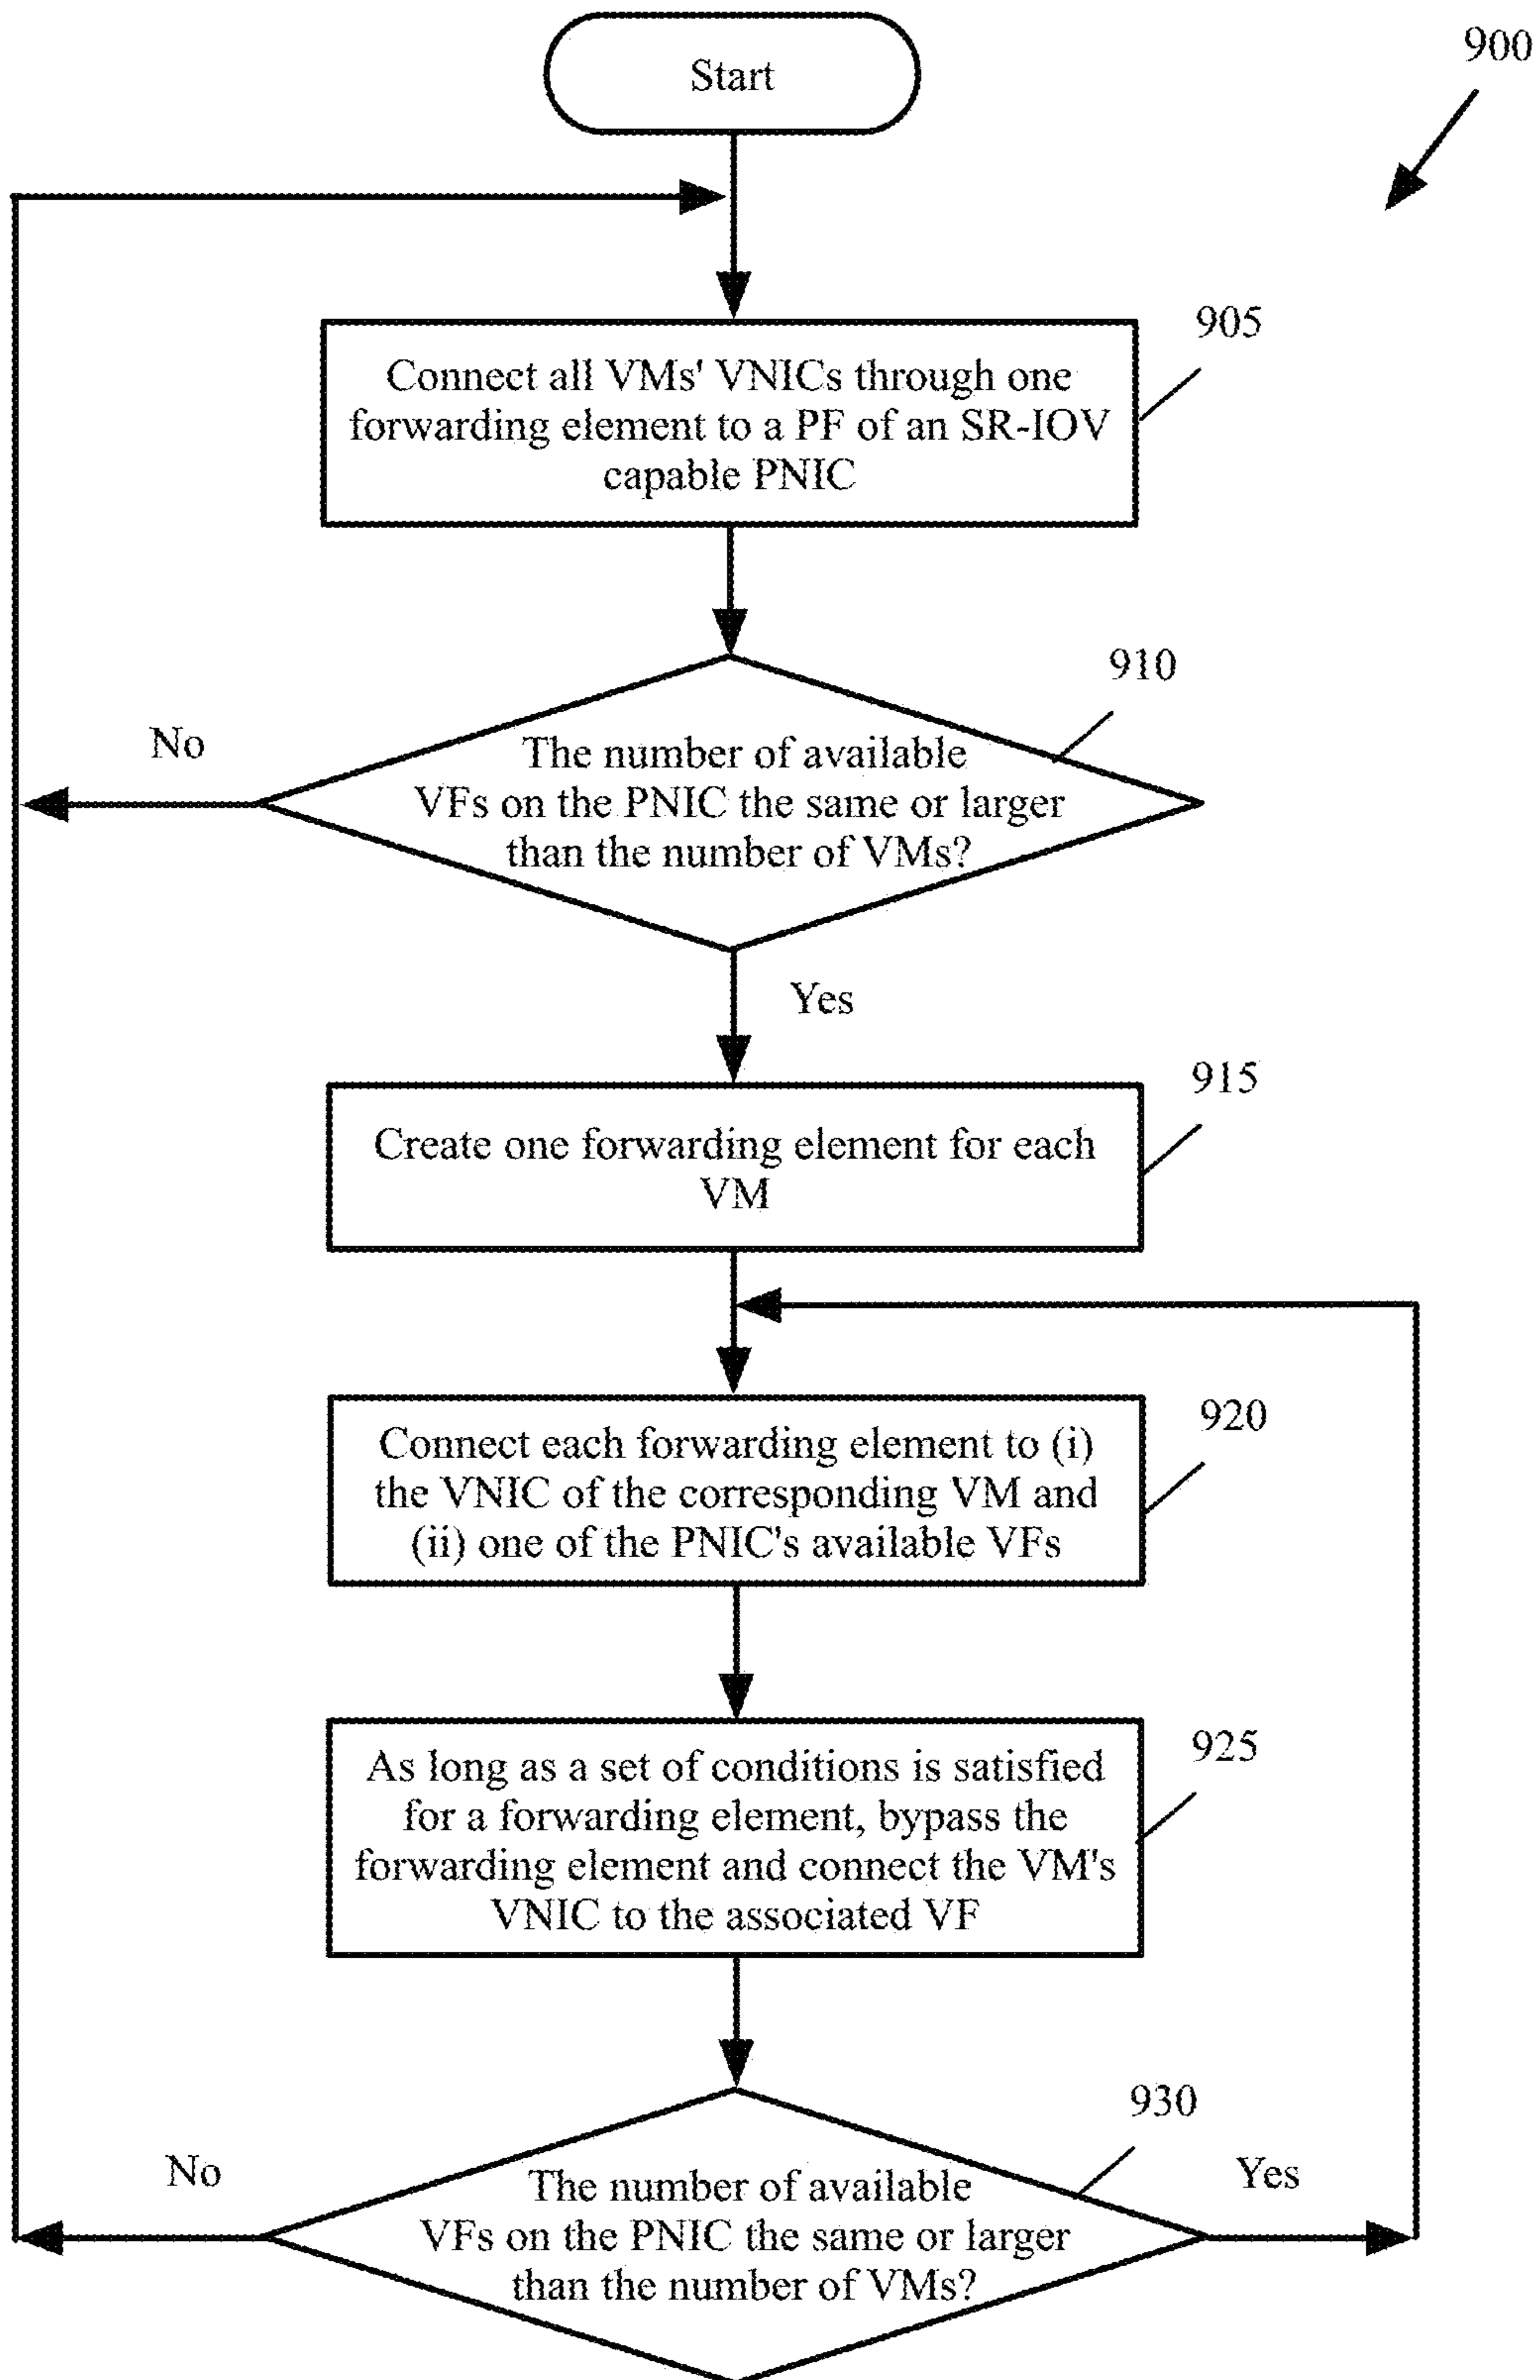 Start
900
905
Connect all VMs' VNICs through one
forwarding element to a PF of an SR-IOV
capable PNIC
910
No
The number of available
VFs on the PNIC the same or larger
than the number of VMs?
Yes
915
Create one forwarding element for each
VM
920
Connect each forwarding element to (i)
the VNIC of the corresponding VM and
(ii) one of the PNIC's available VFs
925
As long as a set of conditions is satisfied
for a forwarding element, bypass the
forwarding element and connect the VM's
VNIC to the associated VF
930
No
Yes
The number of available
VFs on the PNIC the same or larger
than the number of VMs?